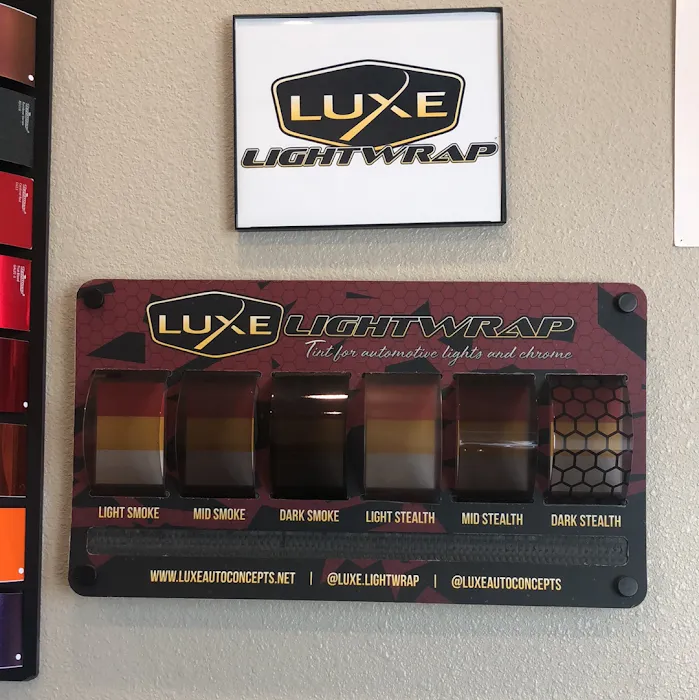 LUXE
LIGHTWRAP
LUXE LIGHTWRAP
Tint for automotive lights and chrome
LIGHT SMOKE
MID SMOKE
DARK SMOKE
LIGHT STEALTH
MID STEALTH
DARK STEALTH
WWW.LUXEAUTOCONCEPTS.NET | @LUXE.LIGHTWRAP | @LUXEAUTOCONCEPTS